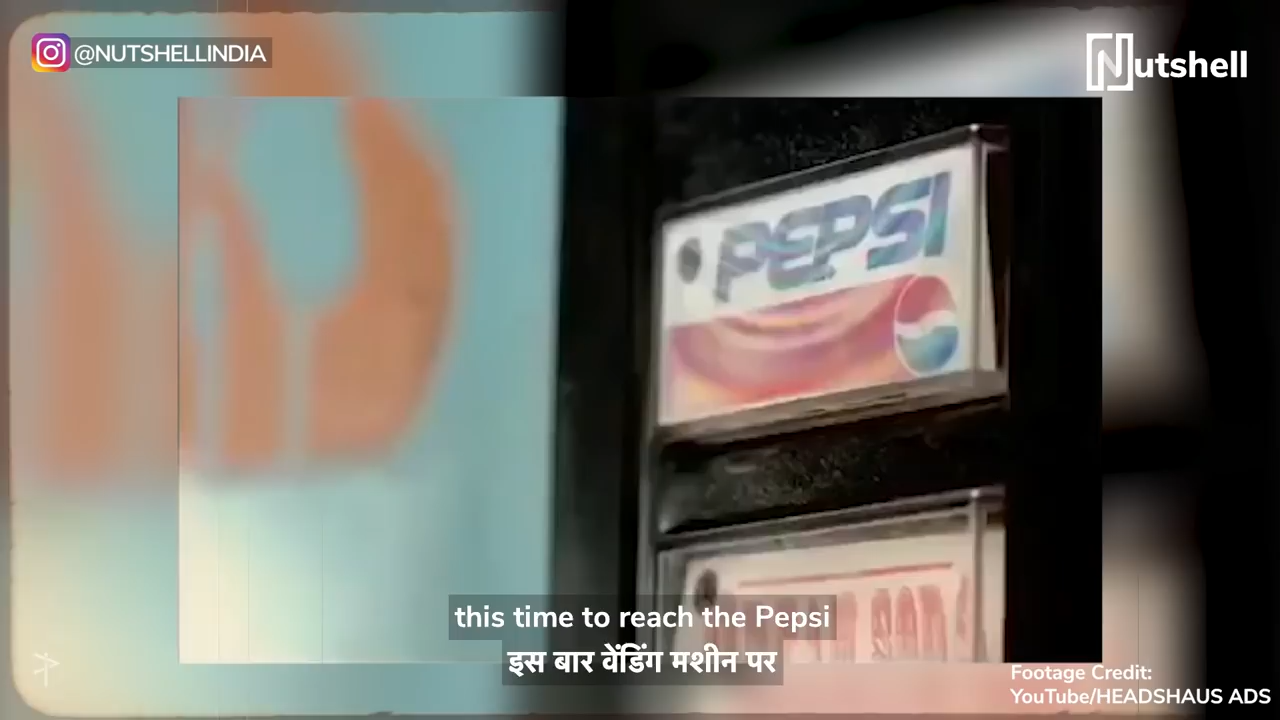 @NUTSHELLINDIA
Nutshell
PEPSI
this time to reach the Pepsi
इस बार वेंडिंग मशीन पर
Footage Credit:
YouTube/HEADSHAUS ADS